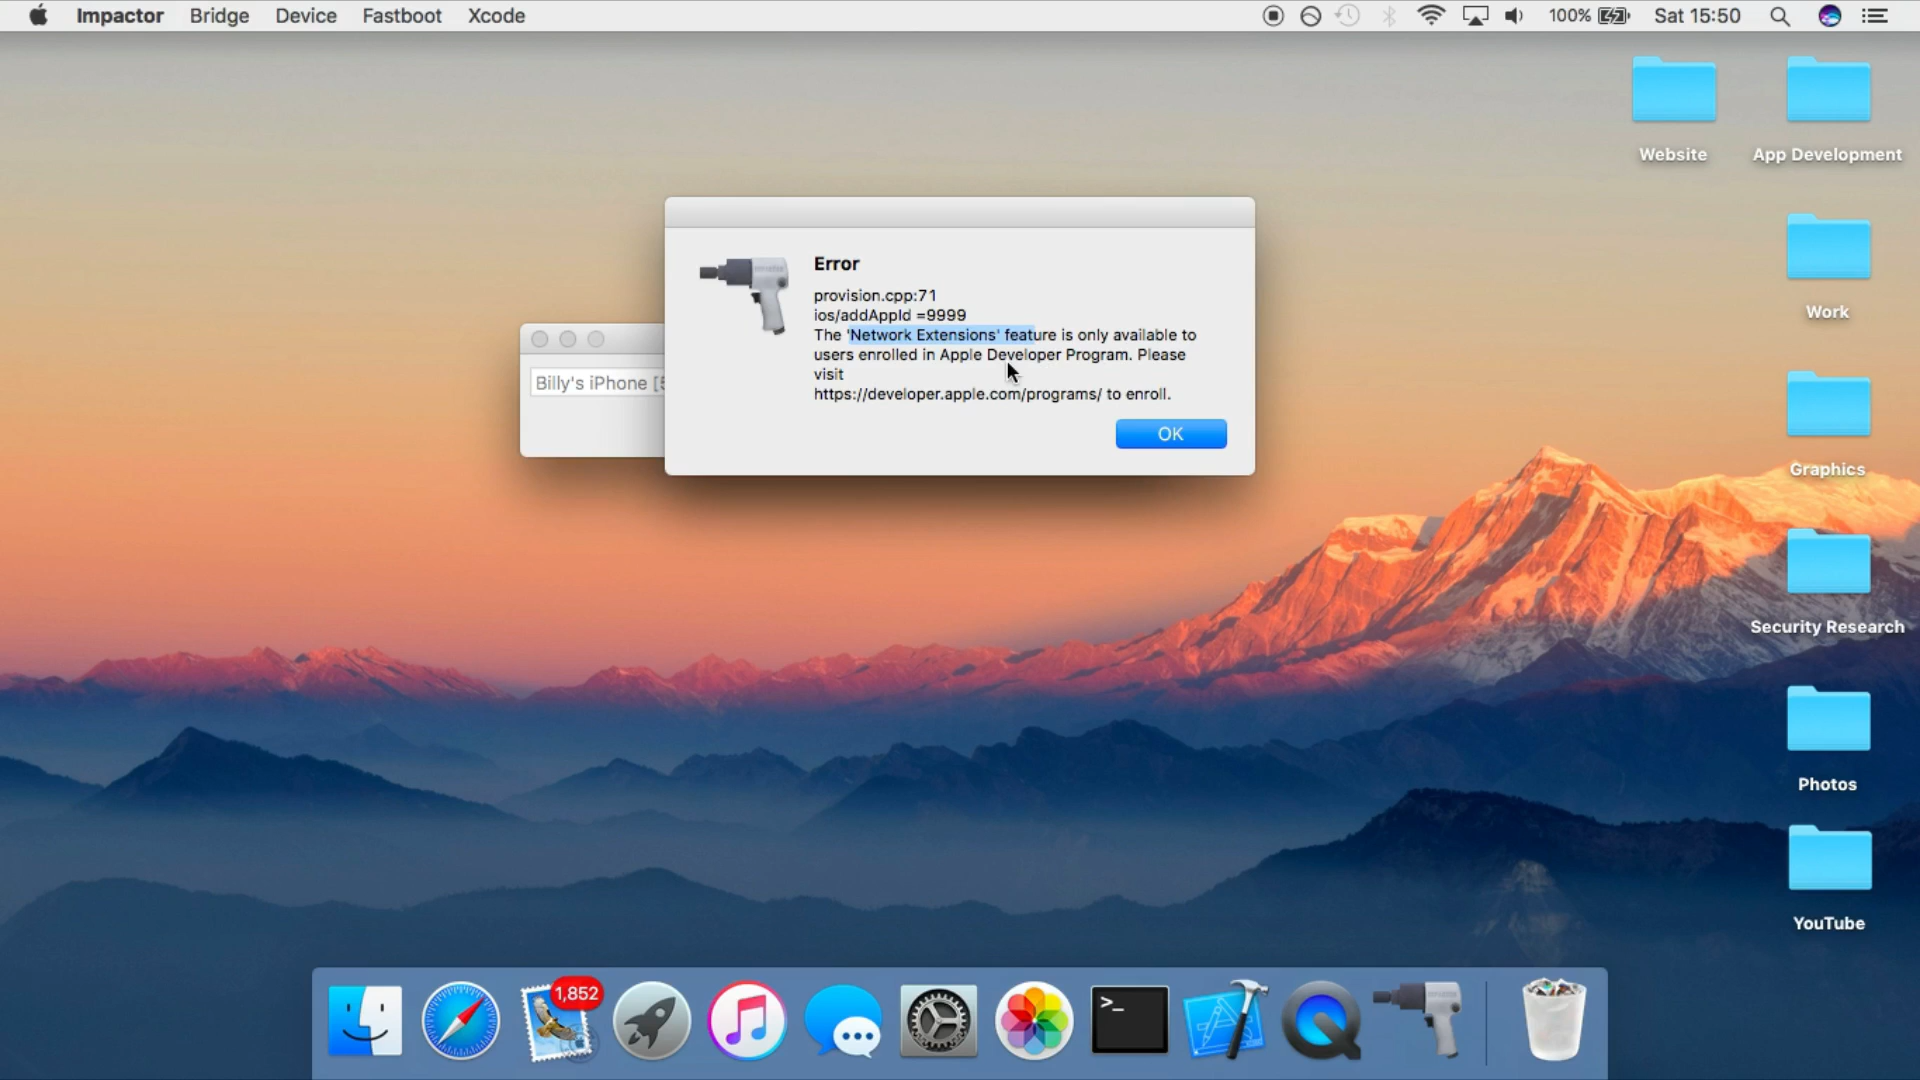 Impactor Bridge Device Fastboot Xcode 100% Sat 15:50
Website App Development
Error
provision.cpp:71
ios/addAppId =9999
The 'Network Extensions' feature is only available to
users enrolled in Apple Developer Program. Please
visit
https://developer.apple.com/programs/ to enroll.
OK
Billy's iPhone [5
Work
Graphics
Security Research
Photos
YouTube
1,852
>_